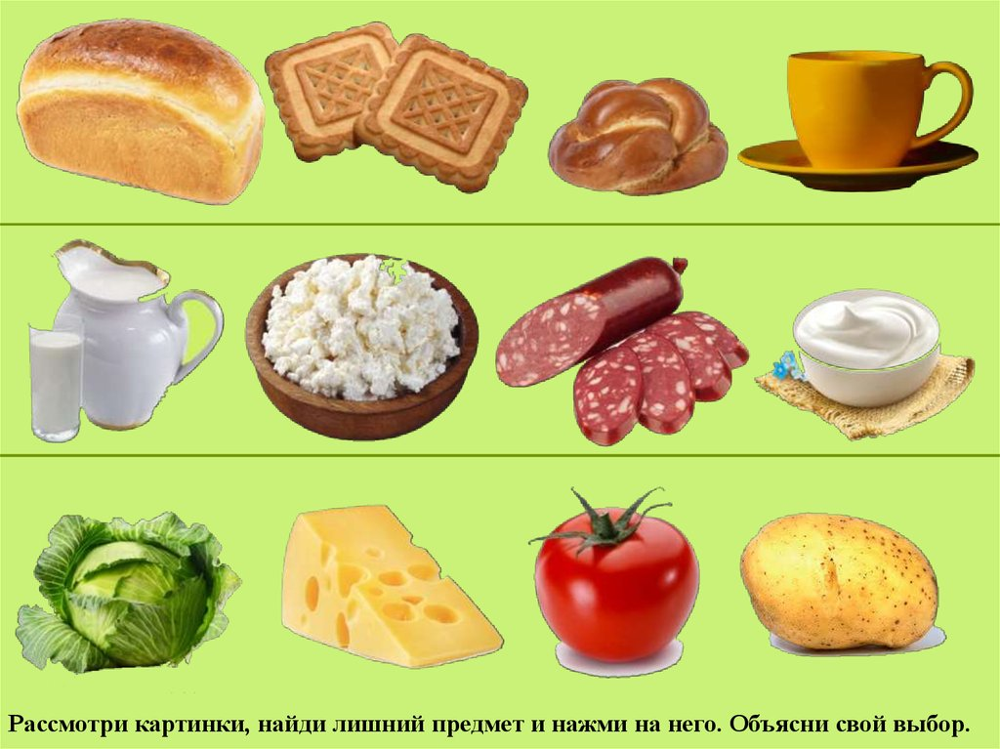 Рассмотри картинки, найди лишний предмет и нажми на него. Объясни свой выбор.